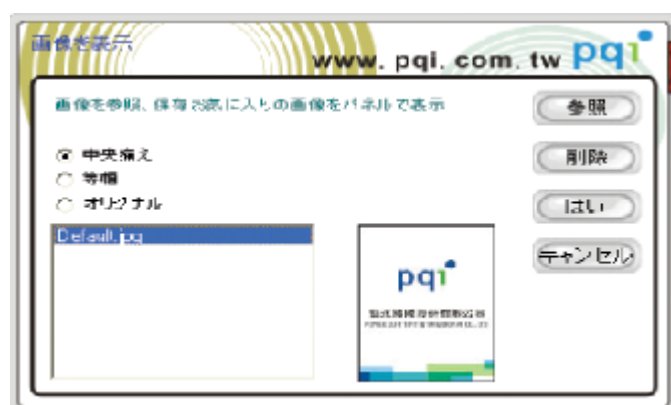 画像を表示
www.pqi.com.tw pqi
画像を参照、保存お気に入りの画像をパネルで表示
中央揃え
等幅
オリジナル
Default.jpg
参照
削除
はい
キャンセル
pqi